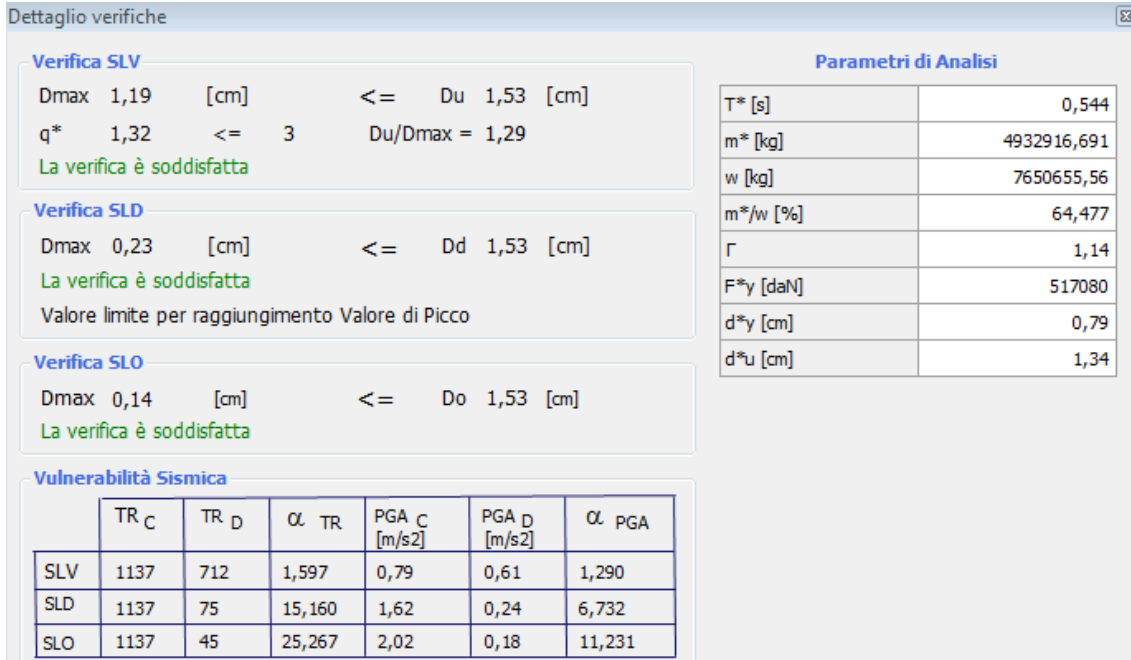 Dettaglio verifiche
Verifica SLV
Dmax 1,19 [cm] <= Du 1,53 [cm]
q* 1,32 <= 3 Du/Dmax = 1,29
La verifica è soddisfatta
Verifica SLD
Dmax 0,23 [cm] <= Dd 1,53 [cm]
La verifica è soddisfatta
Valore limite per raggiungimento Valore di Picco
Verifica SLO
Dmax 0,14 [cm] <= Do 1,53 [cm]
La verifica è soddisfatta
Vulnerabilità Sismica
TR C TR D α TR PGA C [m/s2] PGA D [m/s2] α PGA
SLV 1137 712 1,597 0,79 0,61 1,290
SLD 1137 75 15,160 1,62 0,24 6,732
SLO 1137 45 25,267 2,02 0,18 11,231
Parametri di Analisi
T* [s] 0,544
m* [kg] 4932916,691
w [kg] 7650655,56
m*/w [%] 64,477
Γ 1,14
F*y [daN] 517080
d*y [cm] 0,79
d*u [cm] 1,34